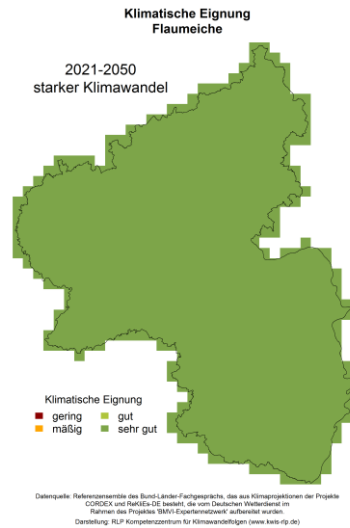 Klimatische Eignung
Flaumeiche
2021-2050
starker Klimawandel
Klimatische Eignung
gering
gut
mäßig
sehr gut
Datenquelle: Referenzensemble des Bund-Länder-Fachgesprächs, das aus Klimaprojektionen der Projekte
CORDEX und ReKliEs-DE besteht, die vom Deutschen Wetterdienst im
Rahmen des Projektes 'BMVI-Expertennetzwerk' aufbereitet wurden.
Darstellung: RLP Kompetenzzentrum für Klimawandelfolgen (www.kwis-rlp.de)